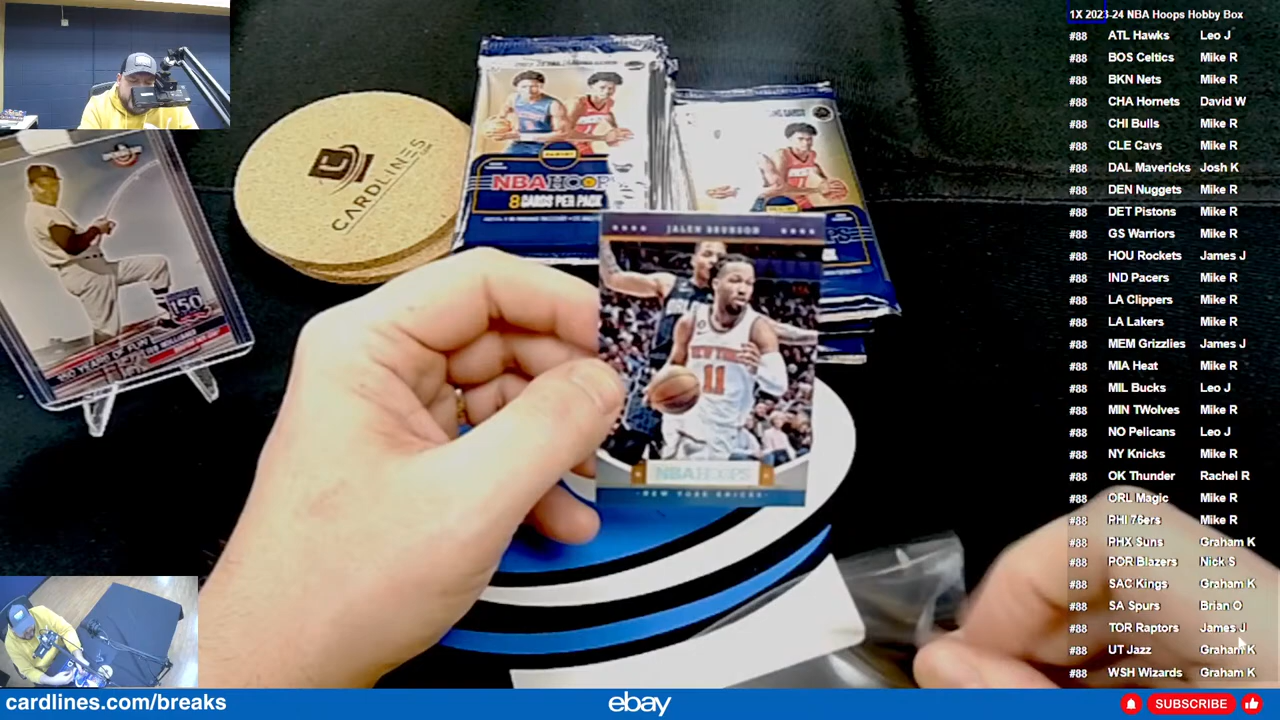 1X 2023-24 NBA Hoops Hobby Box
#88 ATL Hawks Leo J
#88 BOS Celtics Mike R
#88 BKN Nets Mike R
#88 CHA Hornets David W
#88 CHI Bulls Mike R
#88 CLE Cavs Mike R
#88 DAL Mavericks Josh K
#88 DEN Nuggets Mike R
#88 DET Pistons Mike R
#88 GS Warriors Mike R
#88 HOU Rockets James J
#88 IND Pacers Mike R
#88 LA Clippers Mike R
#88 LA Lakers Mike R
#88 MEM Grizzlies James J
#88 MIA Heat Mike R
#88 MIL Bucks Leo J
#88 MIN TWolves Mike R
#88 NO Pelicans Leo J
#88 NY Knicks Mike R
#88 OK Thunder Rachel R
#88 ORL Magic Mike R
#88 PHI 76ers Mike R
#88 PHX Suns Graham K
#88 POR Blazers Nick S
#88 SAC Kings Graham K
#88 SA Spurs Brian O
#88 TOR Raptors James J
#88 UT Jazz Graham K
#88 WSH Wizards Graham K
CARDLINES
.COM
NBA HOOPS
8 CARDS PER PACK
150
JALEN BRUNSON
NEW YORK
11
NBA HOOPS
NEW YORK KNICKS
cardlines.com/breaks
ebay
SUBSCRIBE